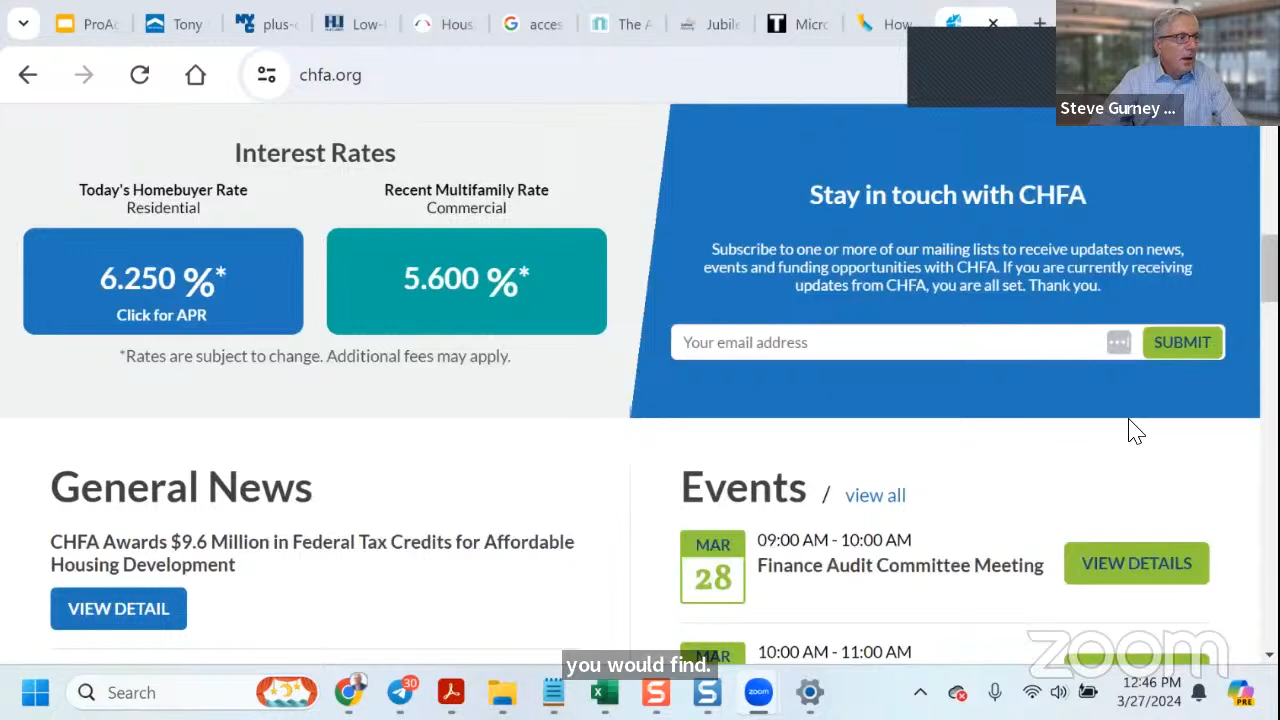 ProA
Tony
plus-
Low-
Hous
acces
The A
Jubile
Micro
How
chfa.org
Steve Gurney ...
Interest Rates
Today's Homebuyer Rate
Residential
Recent Multifamily Rate
Commercial
6.250 %*
Click for APR
5.600 %*
*Rates are subject to change. Additional fees may apply.
Stay in touch with CHFA
Subscribe to one or more of our mailing lists to receive updates on news,
events and funding opportunities with CHFA. If you are currently receiving
updates from CHFA, you are all set. Thank you.
Your email address
SUBMIT
General News
CHFA Awards $9.6 Million in Federal Tax Credits for Affordable
Housing Development
VIEW DETAIL
Events / view all
MAR
28
09:00 AM - 10:00 AM
Finance Audit Committee Meeting
VIEW DETAILS
MAR
10:00 AM - 11:00 AM
you would find.
zoom
Search
30
zoom
12:46 PM
3/27/2024
PRE